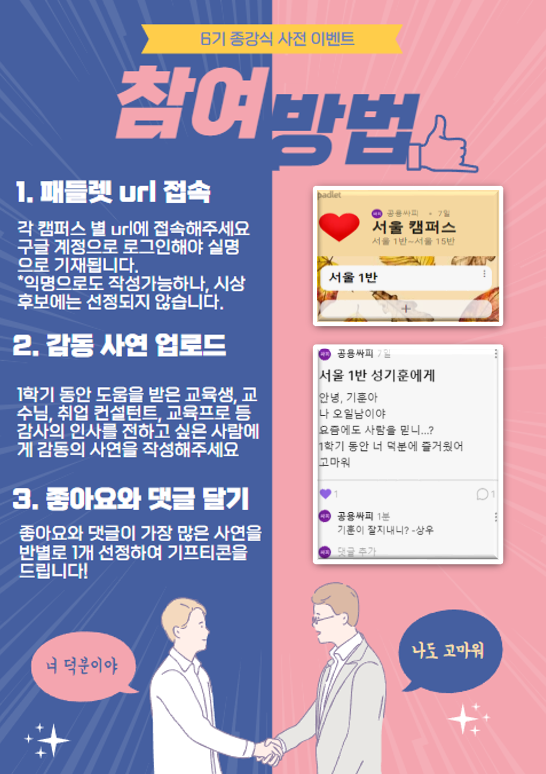 6기 종강식 사전 이벤트
참여
방법
1. 패들렛 url 접속
각 캠퍼스 별 url에 접속해주세요
구글 계정으로 로그인해야 실명
으로 기재됩니다.
*익명으로도 작성가능하나, 시상
후보에는 선정되지 않습니다.
padlet
공용싸피 • 7일
서울 캠퍼스
서울 1반~서울 15반
서울 1반
+
2. 감동 사연 업로드
1학기 동안 도움을 받은 교육생, 교
수님, 취업 컨설턴트, 교육프로 등
감사의 인사를 전하고 싶은 사람에
게 감동의 사연을 작성해주세요
공용싸피 7일
서울 1반 성기훈에게
안녕, 기훈아
나 오일남이야
요즘에도 사람을 믿니...?
1학기 동안 너 덕분에 즐거웠어
고마워
1
1
공용싸피 1분
기훈이 잘지내니? -상우
댓글 추가
3. 좋아요와 댓글 달기
좋아요와 댓글이 가장 많은 사연을
반별로 1개 선정하여 기프티콘을
드립니다!
너 덕분이야
나도 고마워